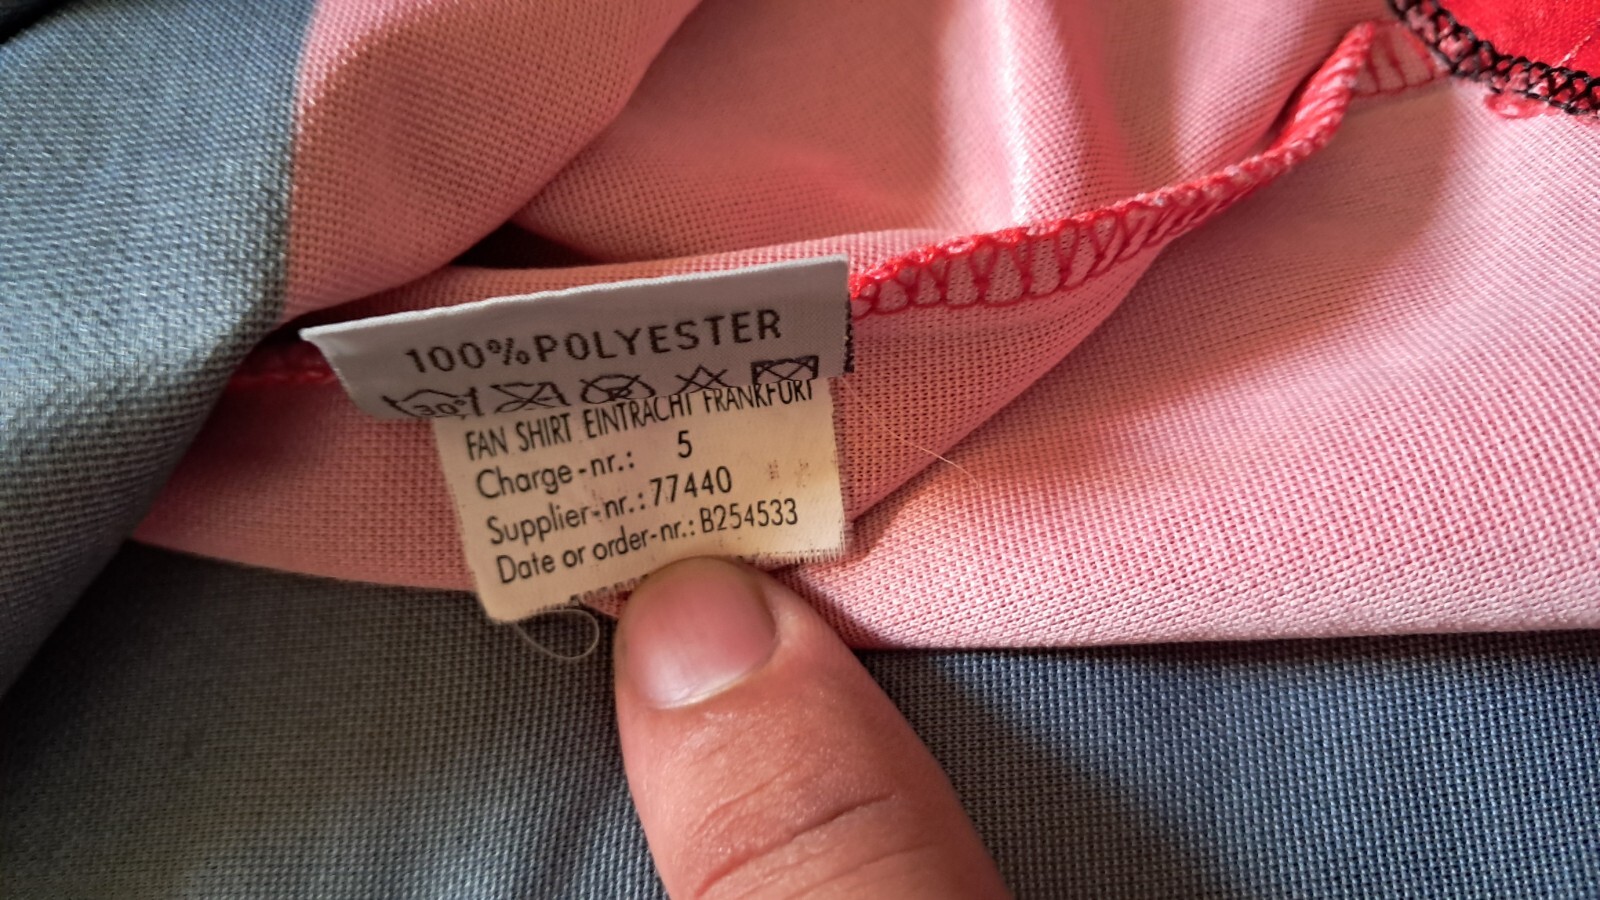 100%POLYESTER
30°
FAN SHIRT EINTRACHT FRANKFURT
Charge-nr.: 5
Supplier-nr.:77440
Date or order-nr.: B254533